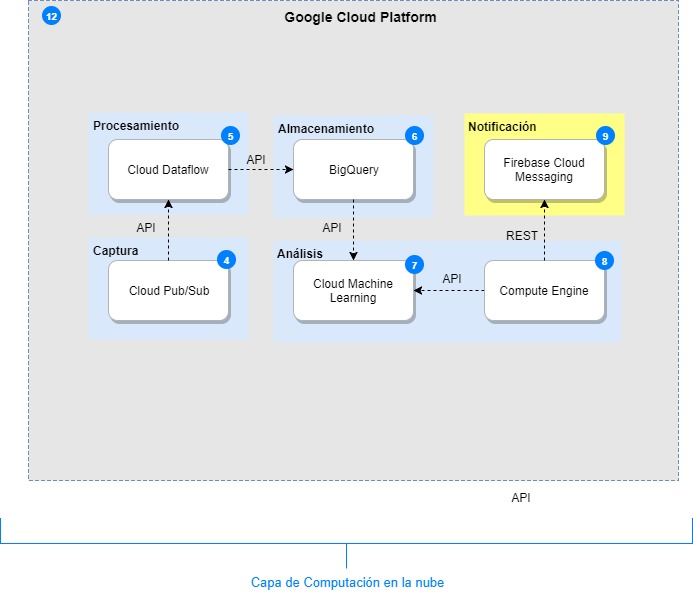 12
Google Cloud Platform
Procesamiento
5
Cloud Dataflow
API
Almacenamiento
6
BigQuery
Notificación
9
Firebase Cloud
Messaging
API
API
REST
Captura
4
Cloud Pub/Sub
Análisis
7
Cloud Machine
Learning
API
8
Compute Engine
API
Capa de Computación en la nube